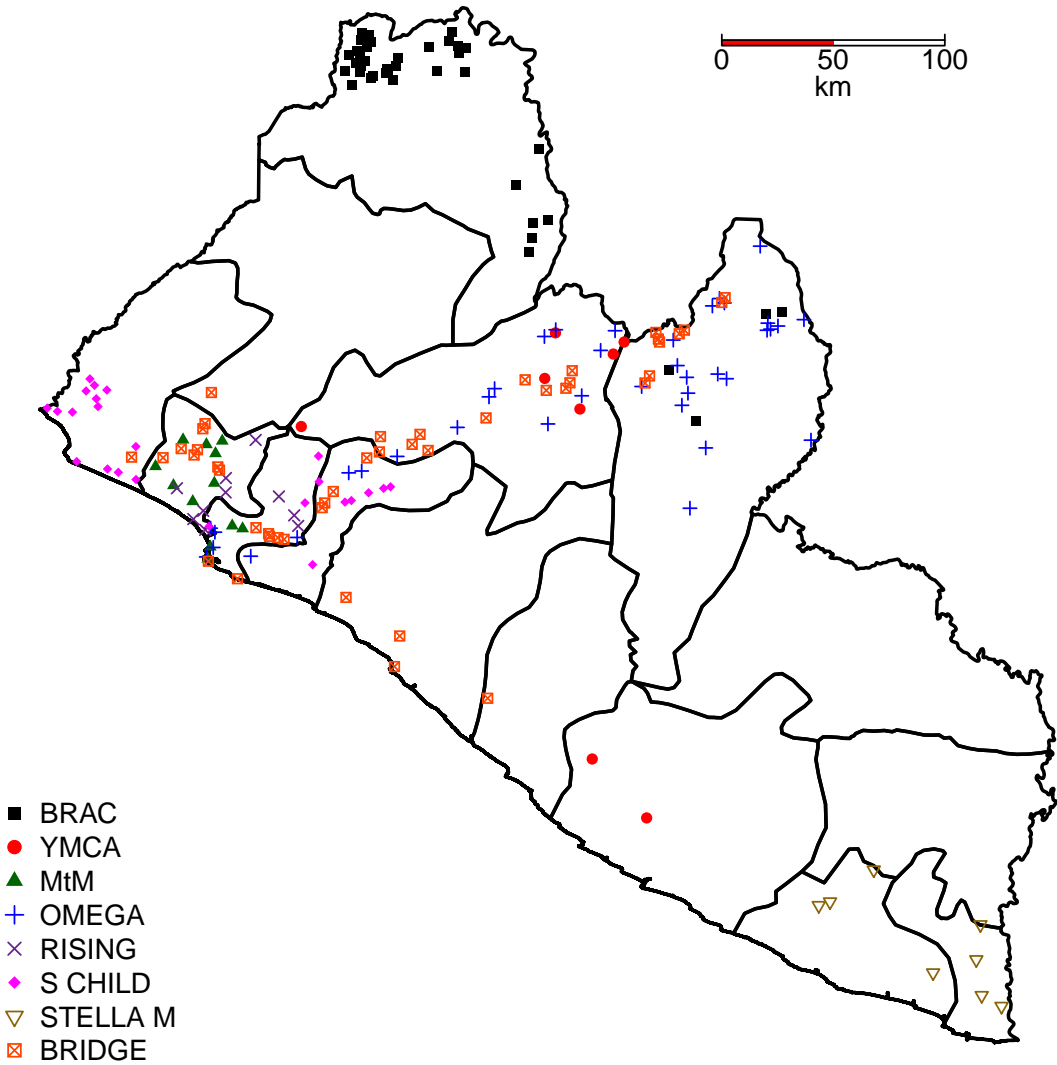 0 50 100
km
BRAC
YMCA
MtM
OMEGA
RISING
S CHILD
STELLA M
BRIDGE